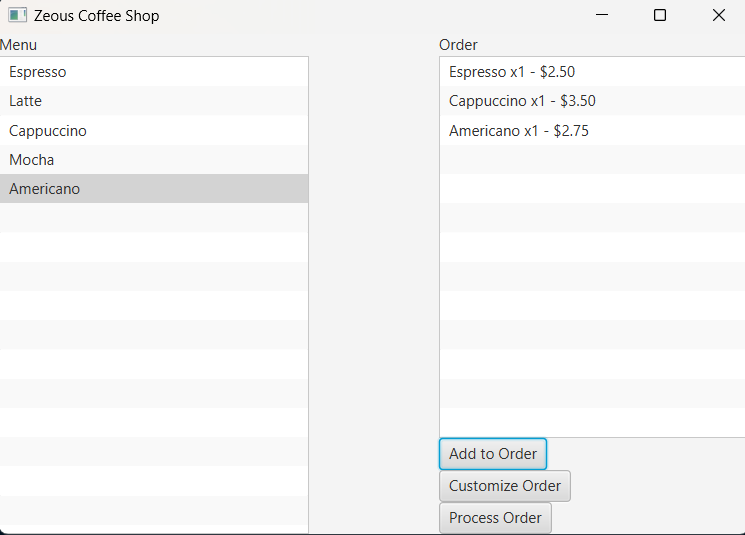 Zeous Coffee Shop
Menu
Espresso
Latte
Cappuccino
Mocha
Americano
Order
Espresso x1 - $2.50
Cappuccino x1 - $3.50
Americano x1 - $2.75
Add to Order
Customize Order
Process Order